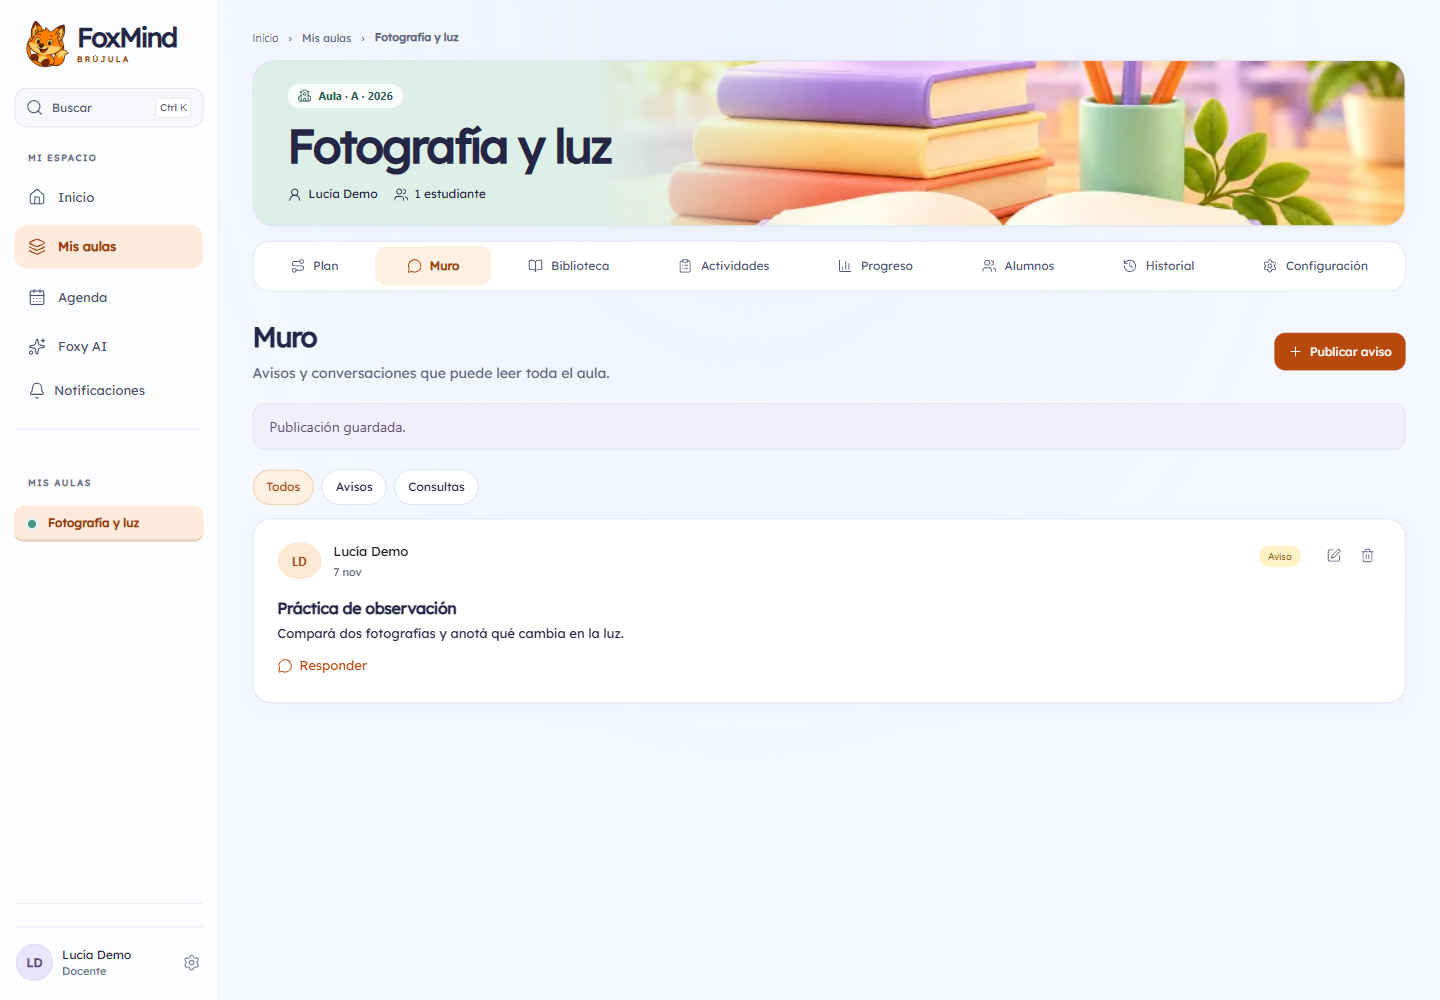 FoxMind
BRÚJULA
Buscar
Ctrl K
MI ESPACIO
Inicio
Mis aulas
Agenda
Foxy AI
Notificaciones
MIS AULAS
Fotografía y luz
LD
Lucía Demo
Docente
Inicio › Mis aulas › Fotografía y luz
Aula · A · 2026
Fotografía y luz
Lucía Demo 1 estudiante
Plan Muro Biblioteca Actividades Progreso Alumnos Historial Configuración
Muro
Avisos y conversaciones que puede leer toda el aula.
+ Publicar aviso
Publicación guardada.
Todos Avisos Consultas
LD
Lucía Demo
7 nov
Aviso
Práctica de observación
Compará dos fotografías y anotá qué cambia en la luz.
Responder